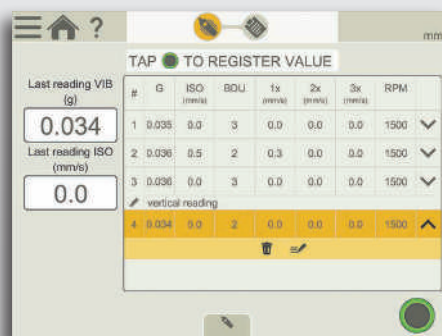 ?
mm
TAP TO REGISTER VALUE
Last reading VIB
(g)
0.034
Last reading ISO
(mm/s)
0.0
# G ISO BDU 1x 2x 3x RPM
(mm/s) (mm/s) (mm/s) (mm/s)
1 0.035 0.0 3 0.0 0.0 0.0 1500
2 0.036 0.5 2 0.3 0.0 0.0 1500
3 0.036 0.0 3 0.0 0.0 0.0 1500
vertical reading
4 0.034 0.0 2 0.0 0.0 0.0 1500